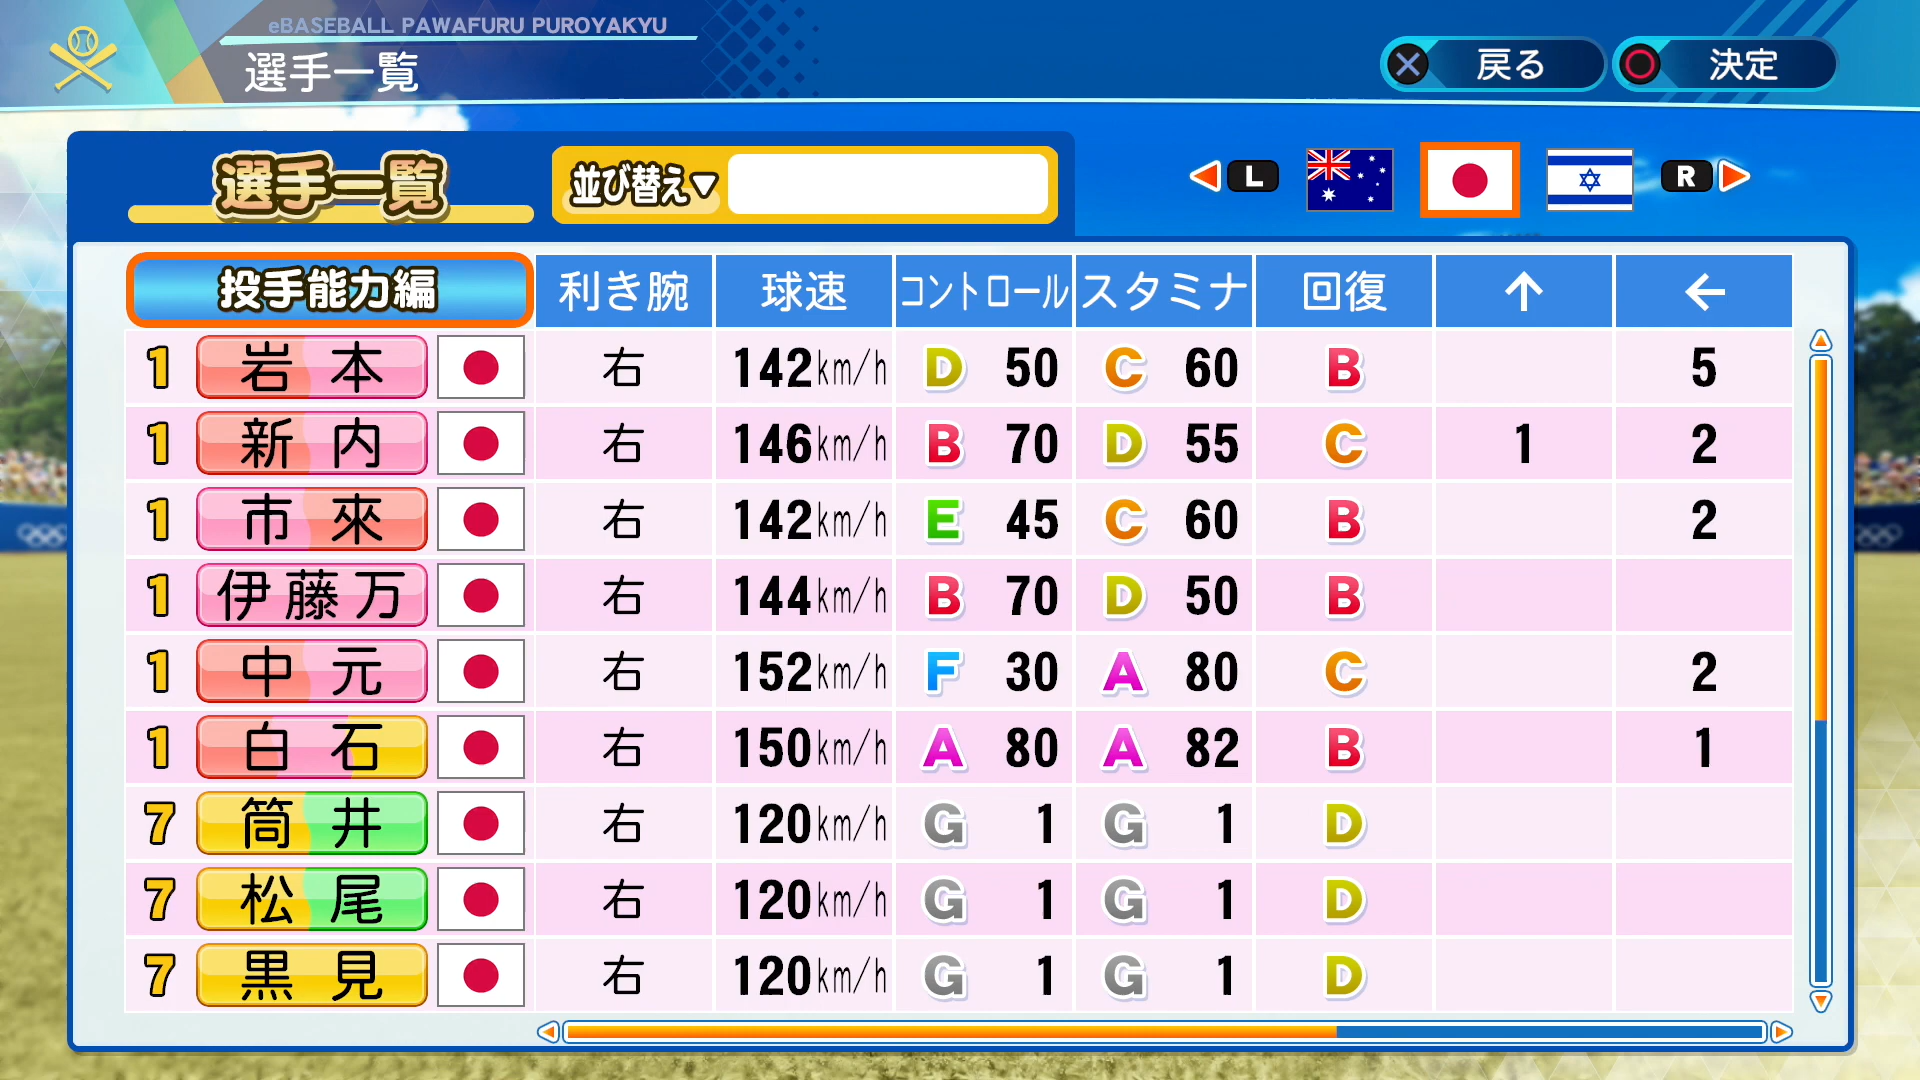 eBASEBALL PAWAFURU PUROYAKYU
選手一覧
戻る
決定
選手一覧
並び替え▼
L
R
投手能力編 利き腕 球速 コントロール スタミナ 回復 ↑ ←
1 岩本 右 142km/h D 50 C 60 B 5
1 新内 右 146km/h B 70 D 55 C 1 2
1 市來 右 142km/h E 45 C 60 B 2
1 伊藤万 右 144km/h B 70 D 50 B
1 中元 右 152km/h F 30 A 80 C 2
1 白石 右 150km/h A 80 A 82 B 1
7 筒井 右 120km/h G 1 G 1 D
7 松尾 右 120km/h G 1 G 1 D
7 黒見 右 120km/h G 1 G 1 D